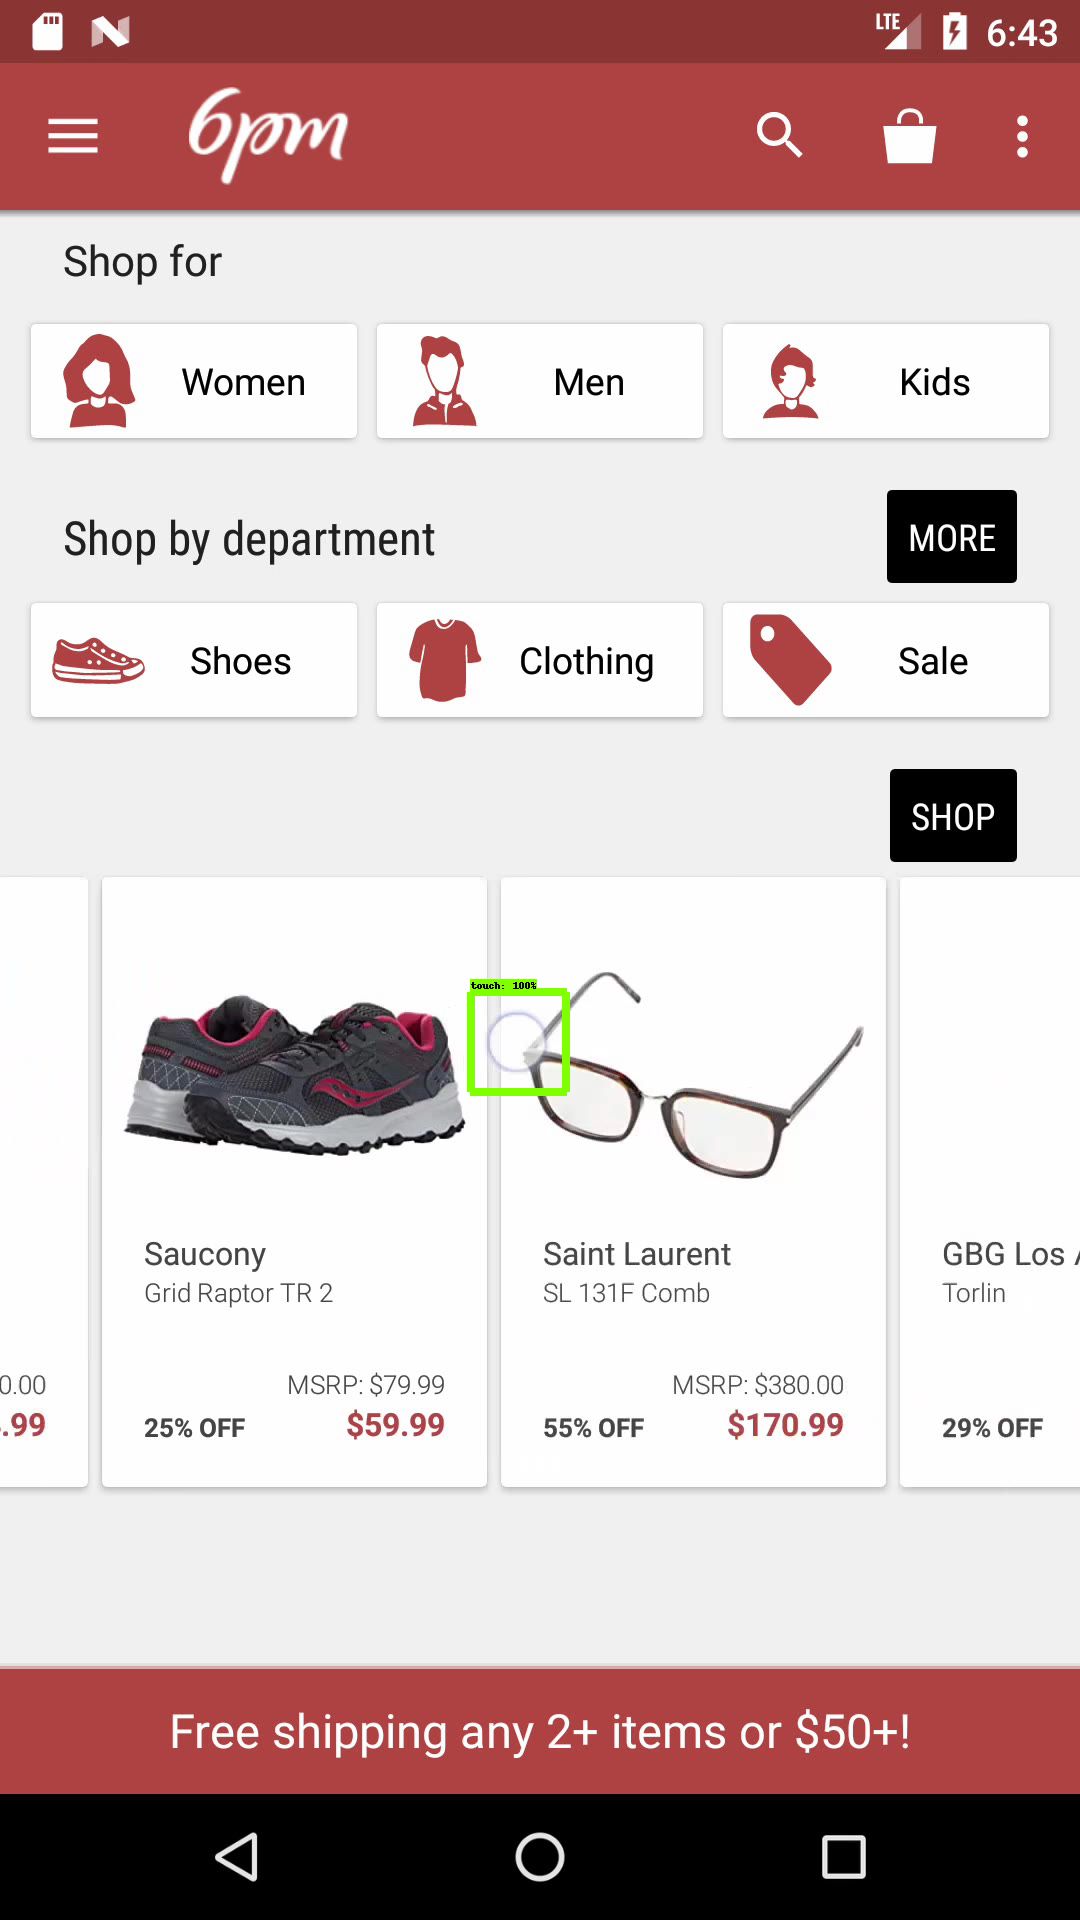 LTE 6:43
6pm
Shop for
Women Men Kids
Shop by department MORE
Shoes Clothing Sale
SHOP
touch: 100%
Saucony Saint Laurent GBG Los
Grid Raptor TR 2 SL 131F Comb Torlin
0.00 MSRP: $79.99 MSRP: $380.00
.99 25% OFF $59.99 55% OFF $170.99 29% OFF
Free shipping any 2+ items or $50+!